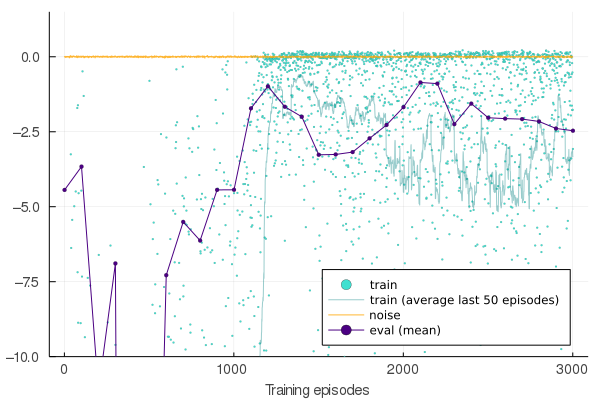 0.0
−2.5
−5.0
−7.5
−10.0
train
train (average last 50 episodes)
noise
eval (mean)
0
1000
2000
3000
Training episodes